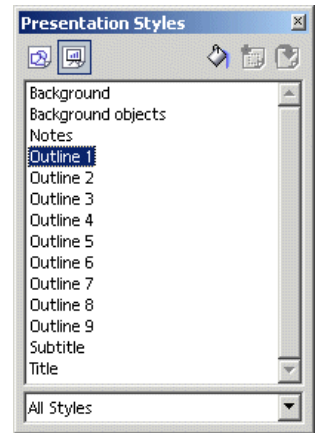 Presentation Styles
Background
Background objects
Notes
Outline 1
Outline 2
Outline 3
Outline 4
Outline 5
Outline 6
Outline 7
Outline 8
Outline 9
Subtitle
Title
All Styles